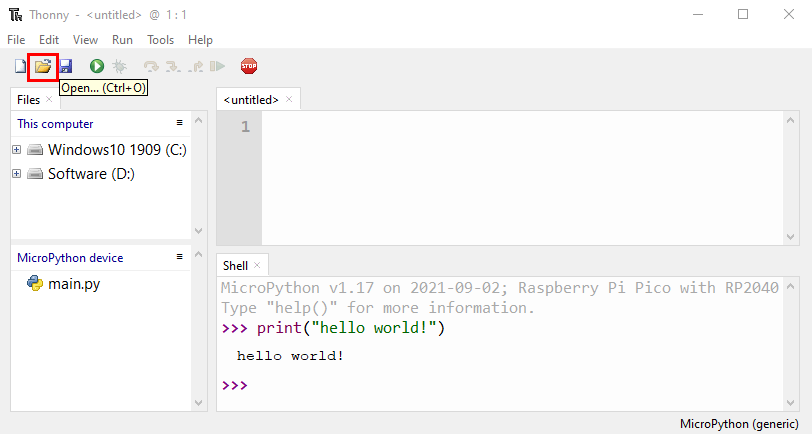 Thonny - <untitled> @ 1 : 1
File Edit View Run Tools Help
STOP
Open... (Ctrl+O)
Files
This computer
Windows10 1909 (C:)
Software (D:)
MicroPython device
main.py
<untitled>
1
Shell
MicroPython v1.17 on 2021-09-02; Raspberry Pi Pico with RP2040
Type "help()" for more information.
>>> print("hello world!")
hello world!
>>>
MicroPython (generic)